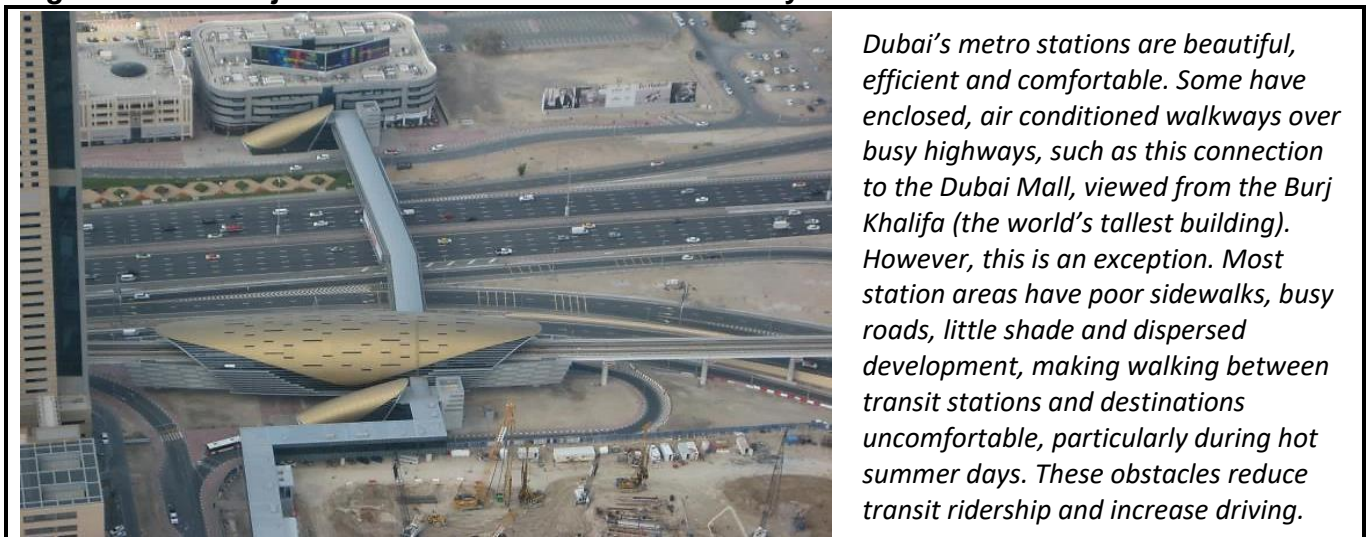 Dubai’s metro stations are beautiful,
efficient and comfortable. Some have
enclosed, air conditioned walkways over
busy highways, such as this connection
to the Dubai Mall, viewed from the Burj
Khalifa (the world’s tallest building).
However, this is an exception. Most
station areas have poor sidewalks, busy
roads, little shade and dispersed
development, making walking between
transit stations and destinations
uncomfortable, particularly during hot
summer days. These obstacles reduce
transit ridership and increase driving.